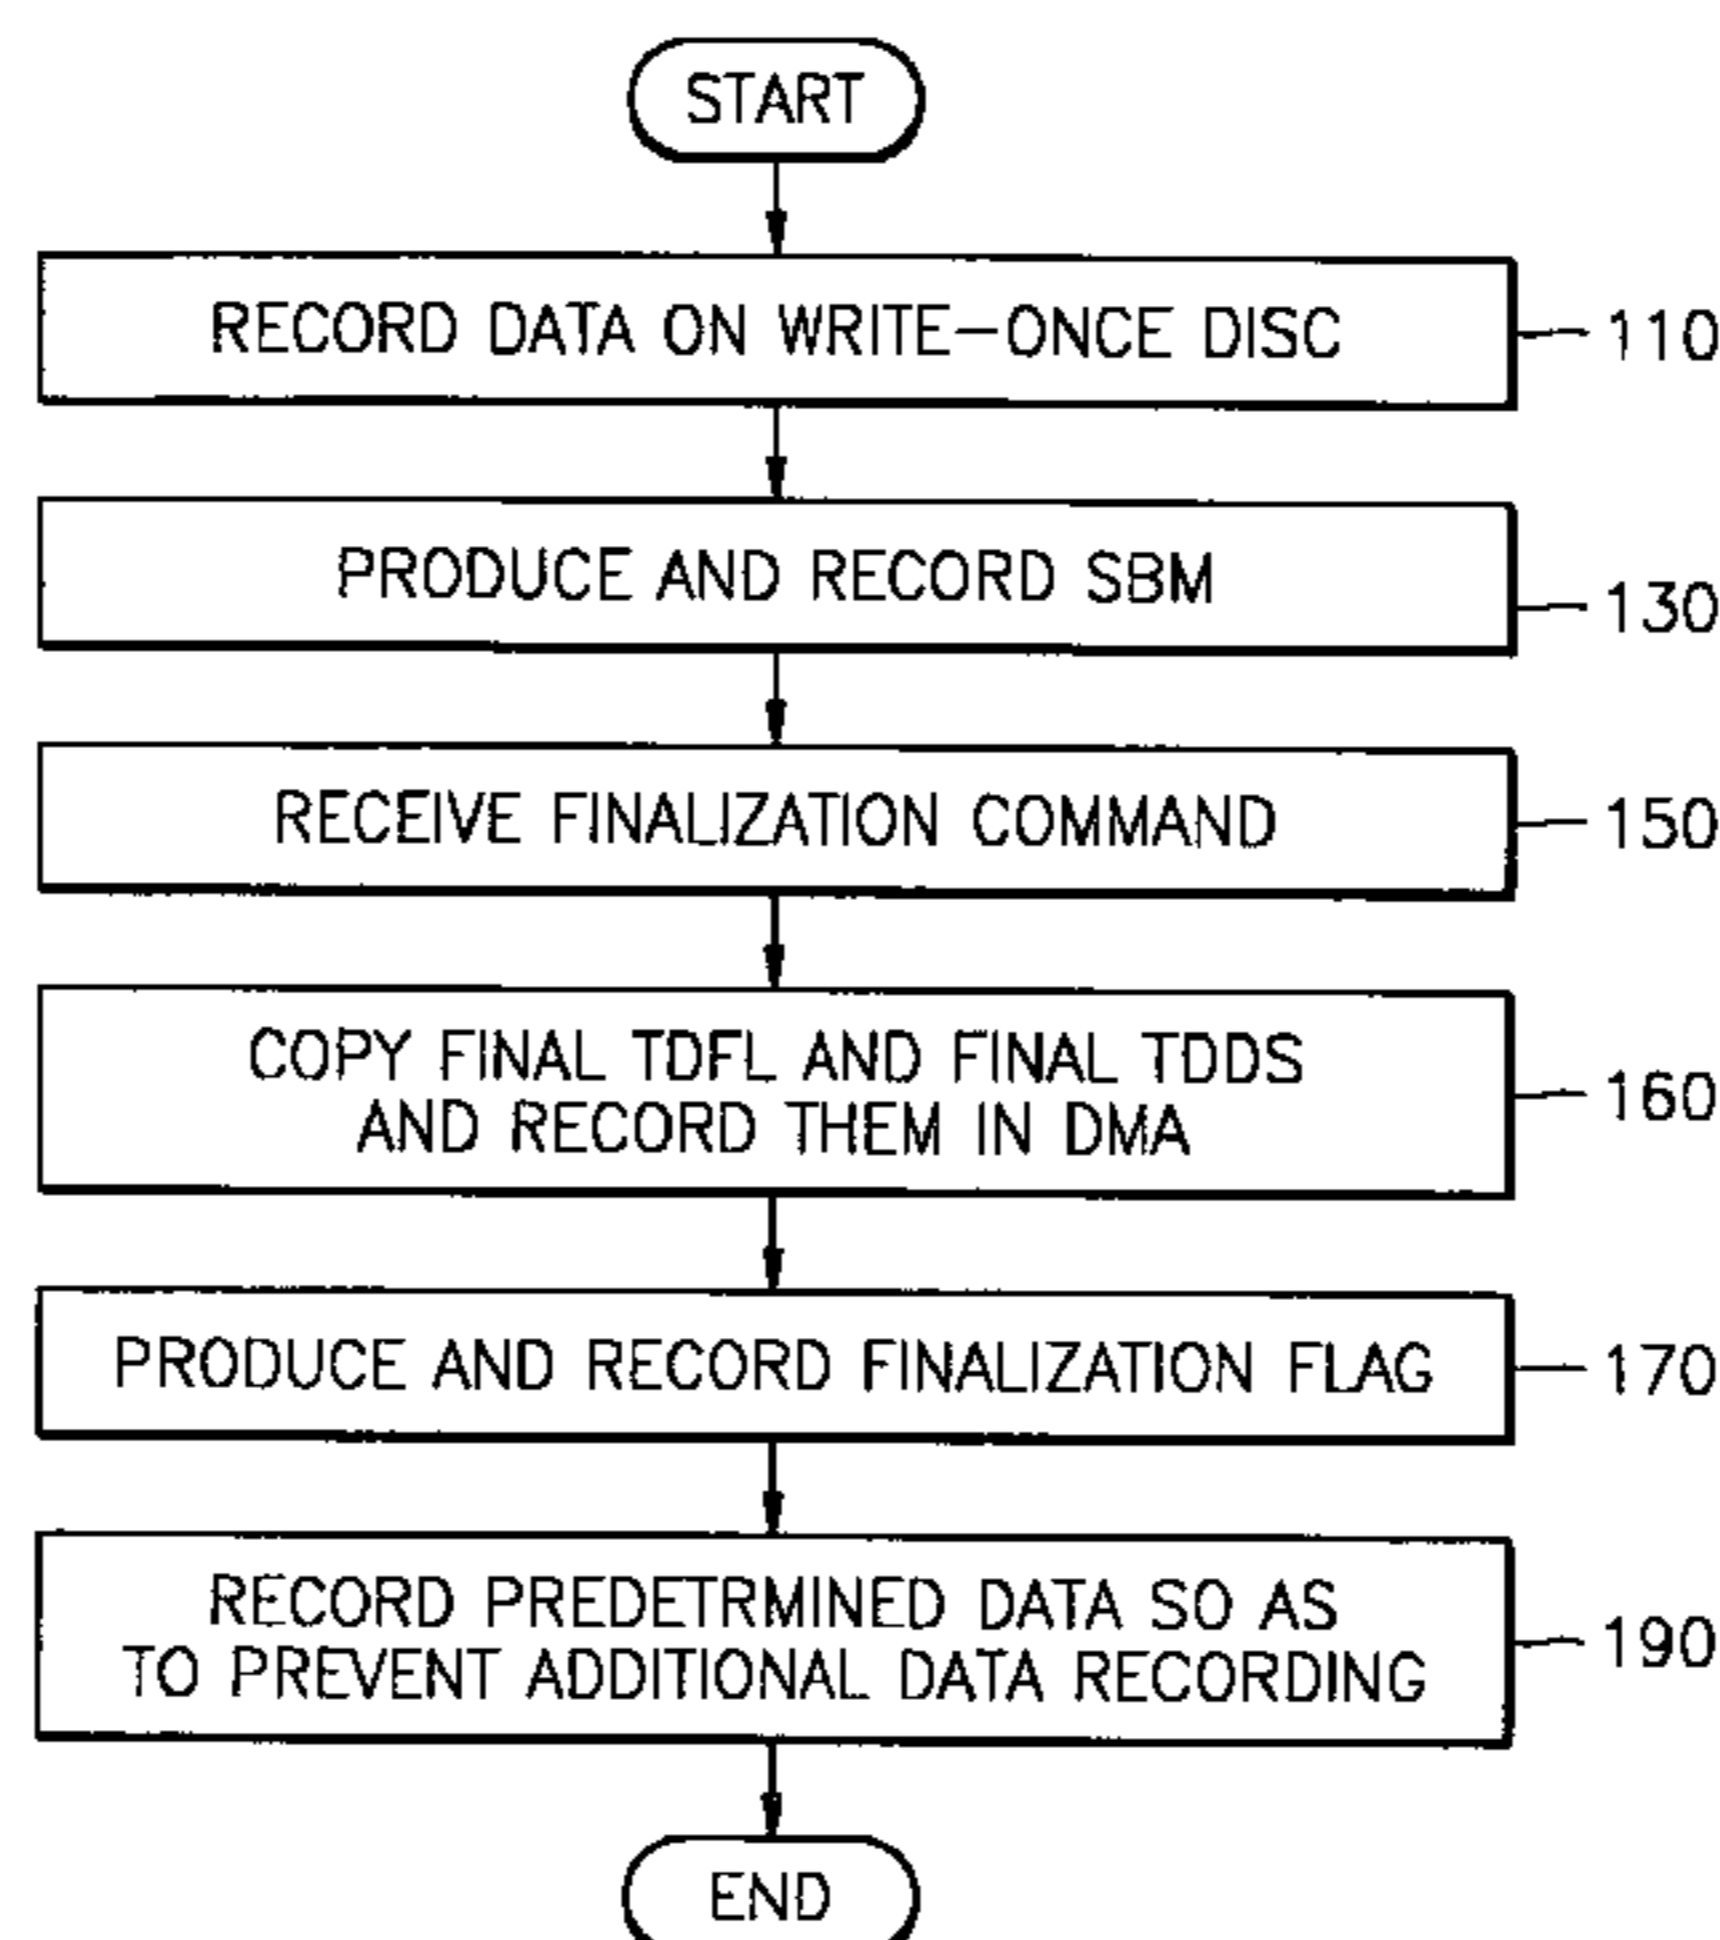 START
RECORD DATA ON WRITE-ONCE DISC
110
PRODUCE AND RECORD SBM
130
RECEIVE FINALIZATION COMMAND
150
COPY FINAL TDFL AND FINAL TDDS
AND RECORD THEM IN DMA
160
PRODUCE AND RECORD FINALIZATION FLAG
170
RECORD PREDETRMINED DATA SO AS
TO PREVENT ADDITIONAL DATA RECORDING
190
END